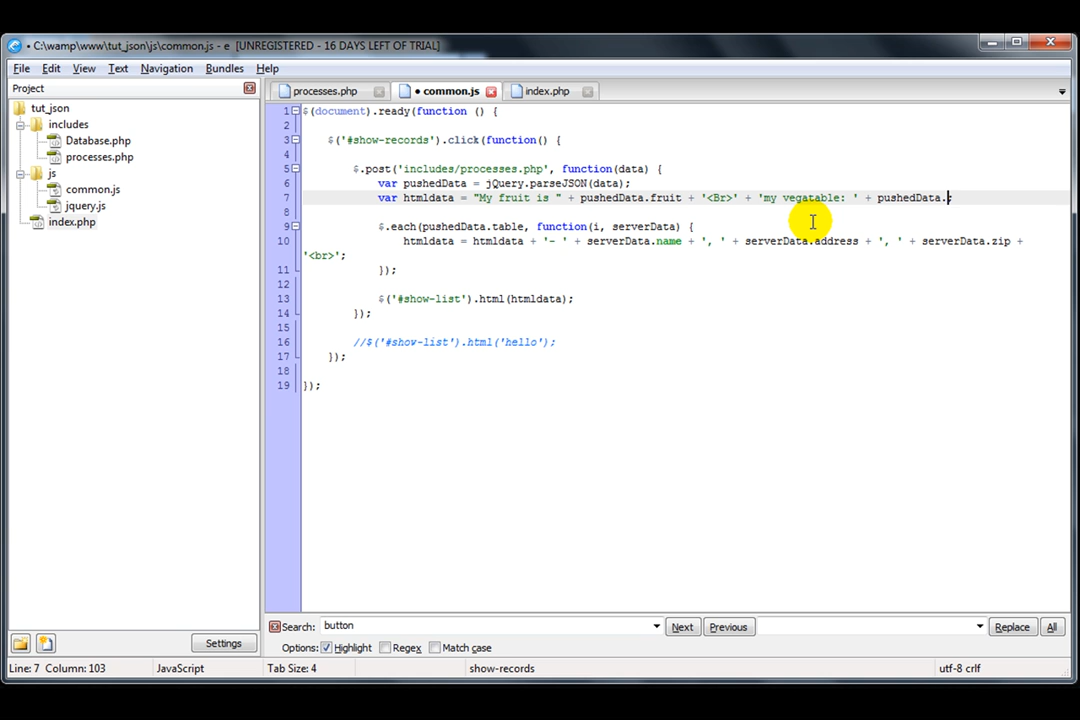 C:\wamp\www\tut_json\js\common.js - e [UNREGISTERED - 16 DAYS LEFT OF TRIAL]
File Edit View Text Navigation Bundles Help
Project
tut_json
includes
Database.php
processes.php
js
common.js
jquery.js
index.php
Settings
processes.php • common.js index.php
1 $(document).ready(function () {
2
3 $('#show-records').click(function() {
4
5 $.post('includes/processes.php', function(data) {
6 var pushedData = jQuery.parseJSON(data);
7 var htmldata = "My fruit is " + pushedData.fruit + '<Br>' + 'my vegatable: ' + pushedData.;
8
9 $.each(pushedData.table, function(i, serverData) {
10 htmldata = htmldata + '- ' + serverData.name + ', ' + serverData.address + ', ' + serverData.zip +
'<br>';
11 });
12
13 $('#show-list').html(htmldata);
14 });
15
16 //$('#show-list').html('hello');
17 });
18
19 });
Search: button Next Previous Replace All
Options: Highlight Regex Match case
Line: 7 Column: 103 JavaScript Tab Size: 4 show-records utf-8 crlf